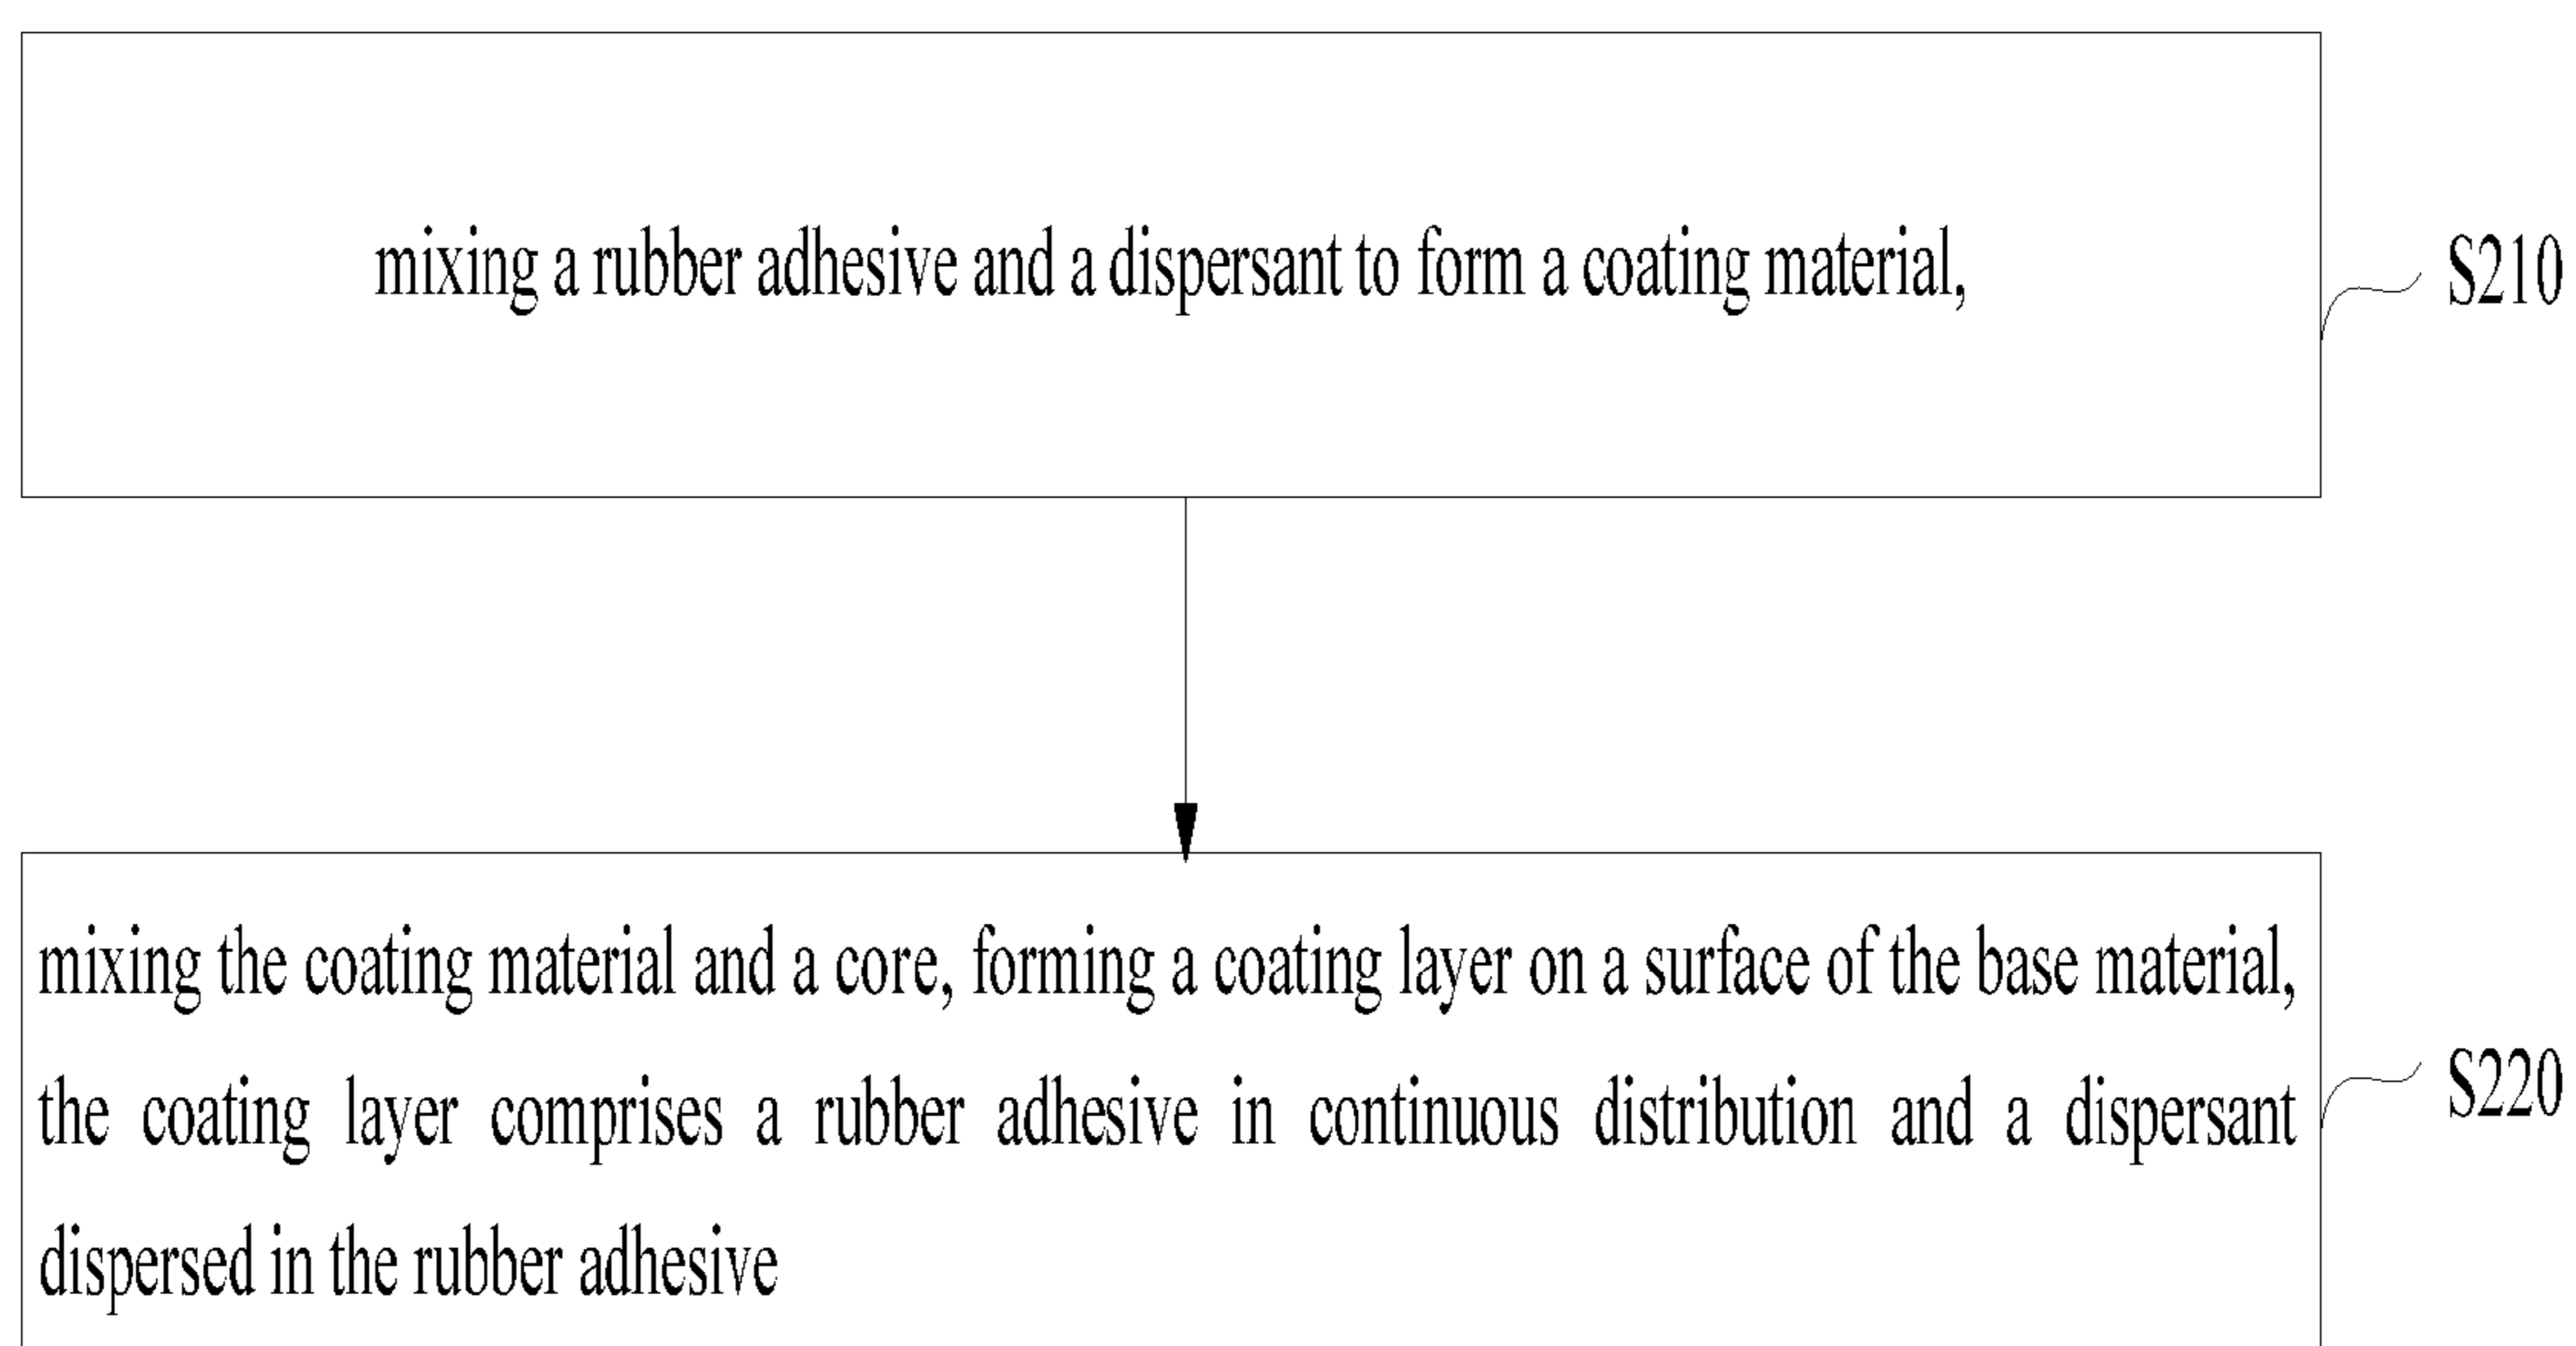 mixing a rubber adhesive and a dispersant to form a coating material,
S210
mixing the coating material and a core, forming a coating layer on a surface of the base material,
the coating layer comprises a rubber adhesive in continuous distribution and a dispersant
dispersed in the rubber adhesive
S220